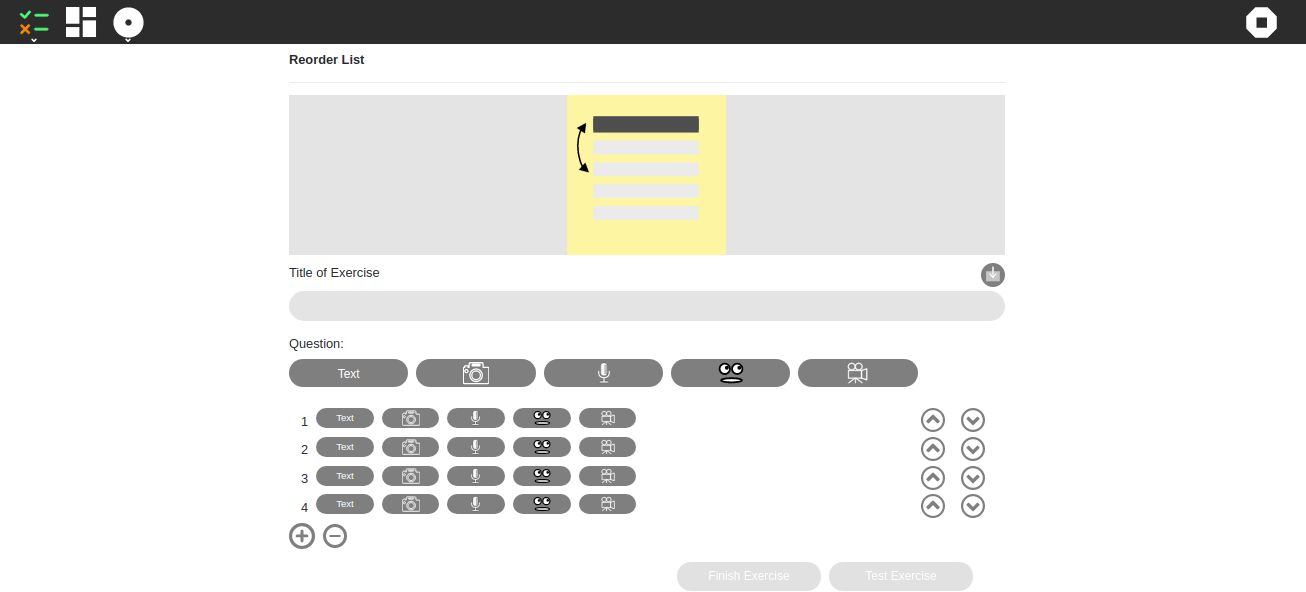 Reorder List
Title of Exercise
Question:
Text
1 Text
2 Text
3 Text
4 Text
Finish Exercise Test Exercise